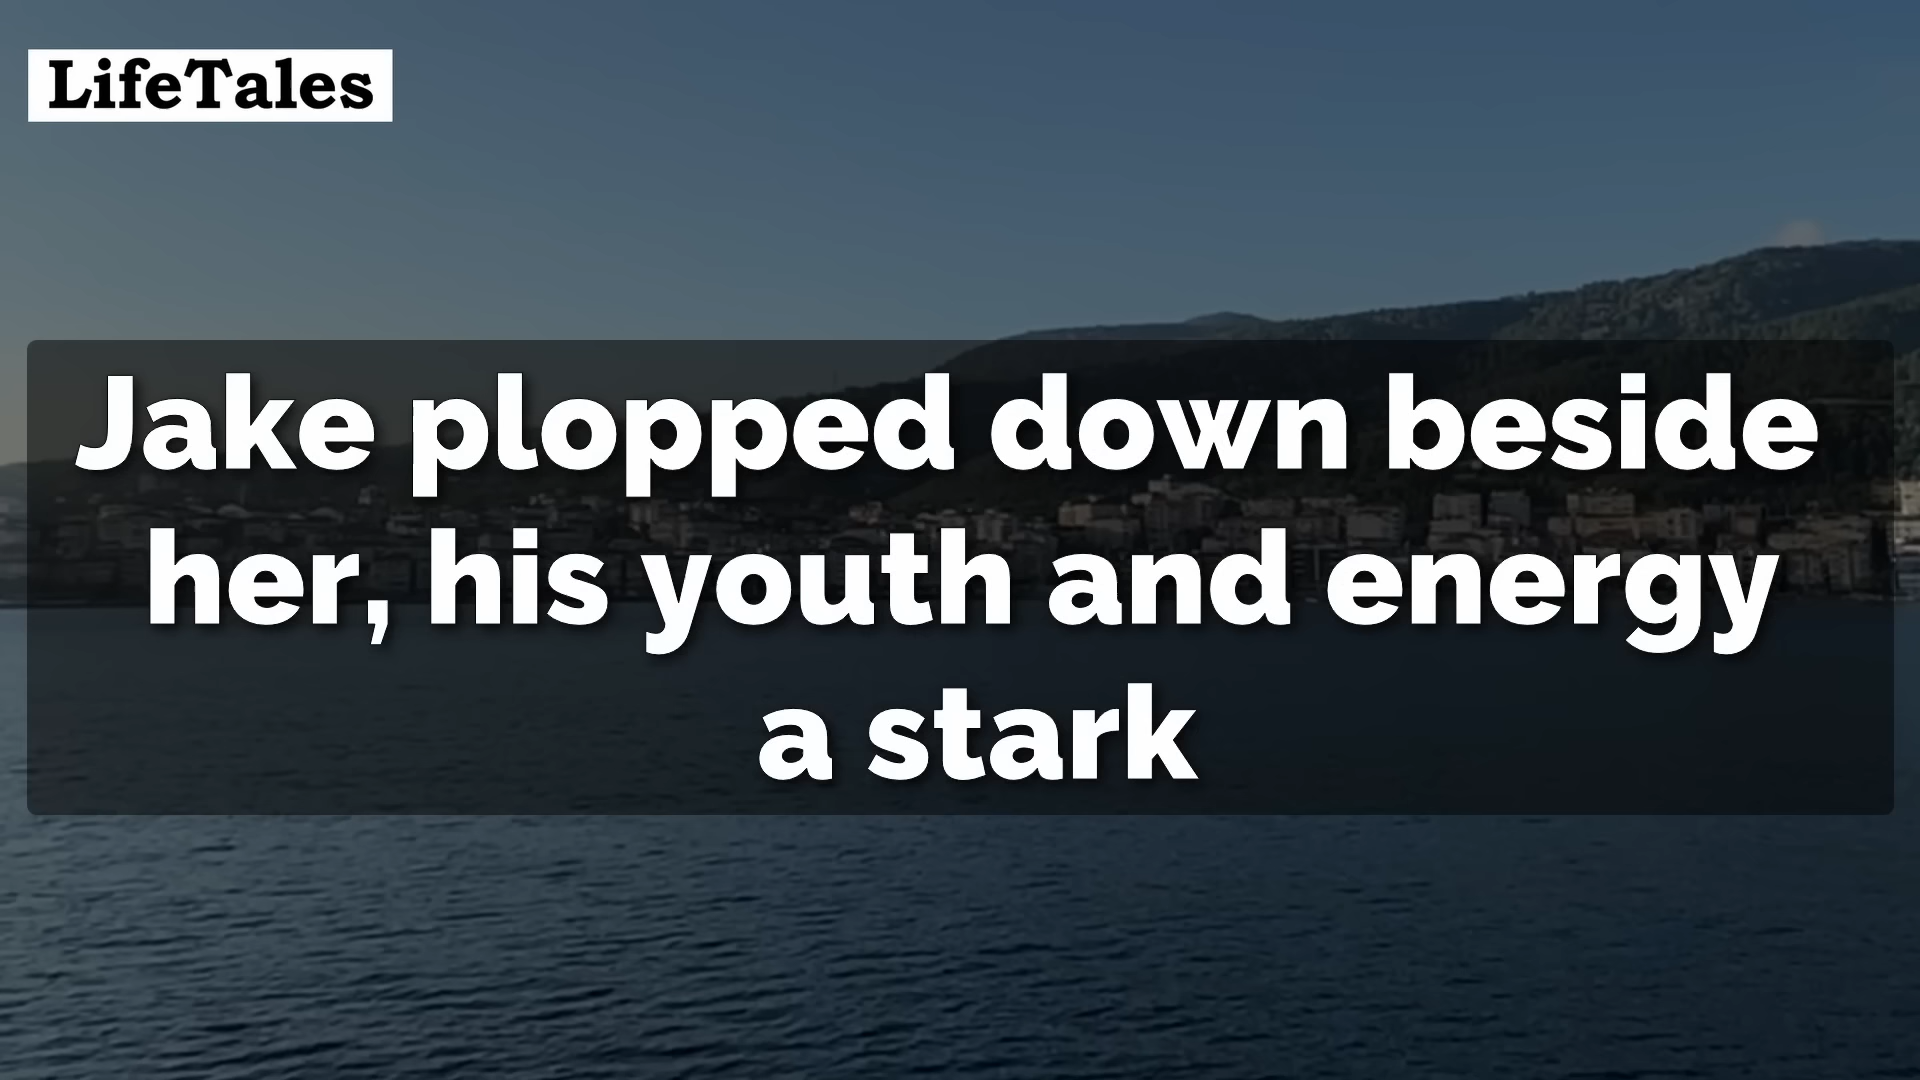 LifeTales
Jake plopped down beside
her, his youth and energy
a stark